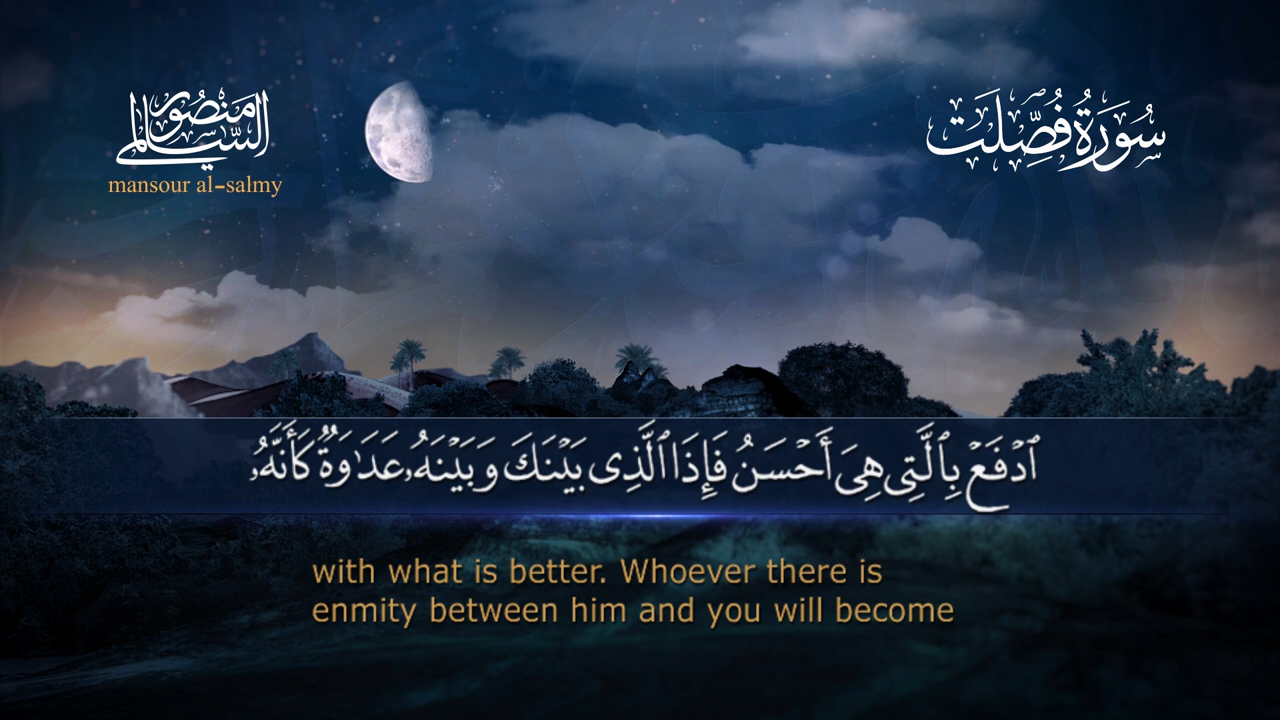 منصور السالمي
mansour al-salmy
سُورَةُ فُصِّلَت
ٱدۡفَعۡ بِٱلَّتِي هِيَ أَحۡسَنُ فَإِذَا ٱلَّذِي بَيۡنَكَ وَبَيۡنَهُۥ عَدَٰوَةٞ كَأَنَّهُۥ
with what is better. Whoever there is
enmity between him and you will become